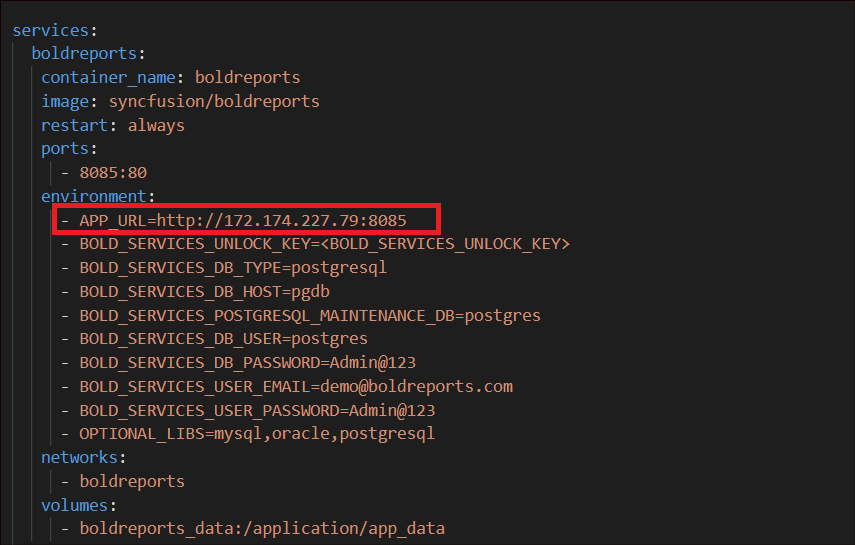 services:
boldreports:
container_name: boldreports
image: syncfusion/boldreports
restart: always
ports:
- 8085:80
environment:
- APP_URL=http://172.174.227.79:8085
- BOLD_SERVICES_UNLOCK_KEY=<BOLD_SERVICES_UNLOCK_KEY>
- BOLD_SERVICES_DB_TYPE=postgresql
- BOLD_SERVICES_DB_HOST=pgdb
- BOLD_SERVICES_POSTGRESQL_MAINTENANCE_DB=postgres
- BOLD_SERVICES_DB_USER=postgres
- BOLD_SERVICES_DB_PASSWORD=Admin@123
- BOLD_SERVICES_USER_EMAIL=demo@boldreports.com
- BOLD_SERVICES_USER_PASSWORD=Admin@123
- OPTIONAL_LIBS=mysql,oracle,postgresql
networks:
- boldreports
volumes:
- boldreports_data:/application/app_data